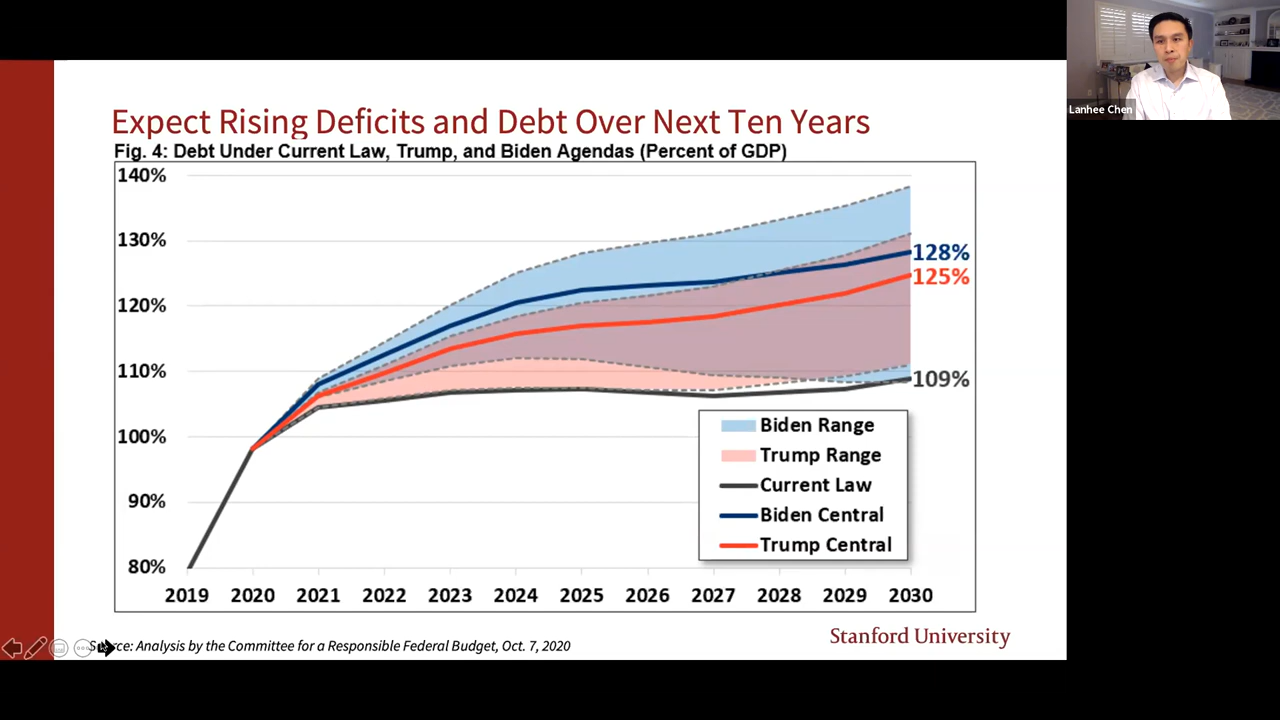 Lanhee Chen
Expect Rising Deficits and Debt Over Next Ten Years
Fig. 4: Debt Under Current Law, Trump, and Biden Agendas (Percent of GDP)
140%
130%
120%
110%
100%
90%
80%
128%
125%
109%
Biden Range
Trump Range
Current Law
Biden Central
Trump Central
2019 2020 2021 2022 2023 2024 2025 2026 2027 2028 2029 2030
Stanford University
Source: Analysis by the Committee for a Responsible Federal Budget, Oct. 7, 2020